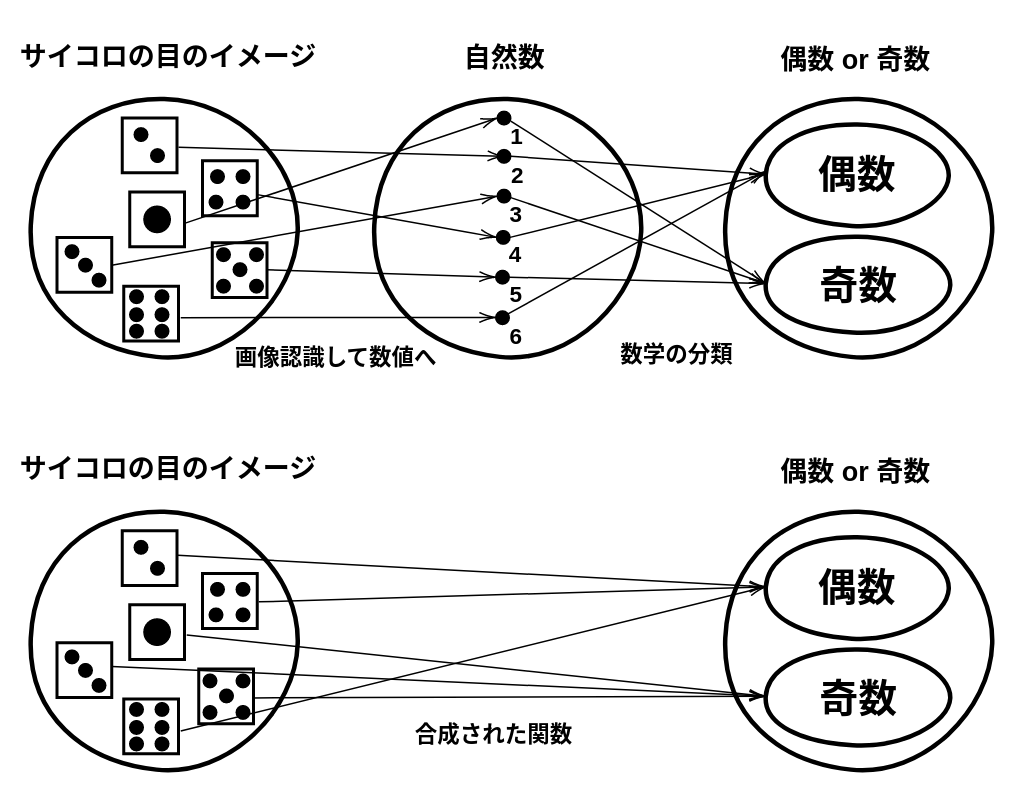 サイコロの目のイメージ
自然数
偶数 or 奇数
1
2
3
4
5
6
偶数
奇数
画像認識して数値へ
数学の分類
サイコロの目のイメージ
偶数 or 奇数
偶数
奇数
合成された関数